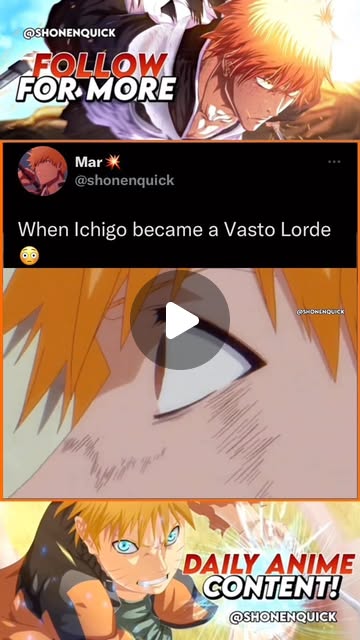 @SHONENQUICK
FOLLOW
FOR MORE
Mar💥
@shonenquick
When Ichigo became a Vasto Lorde
😳
@SHONENQUICK
DAILY ANIME
CONTENT!
@SHONENQUICK